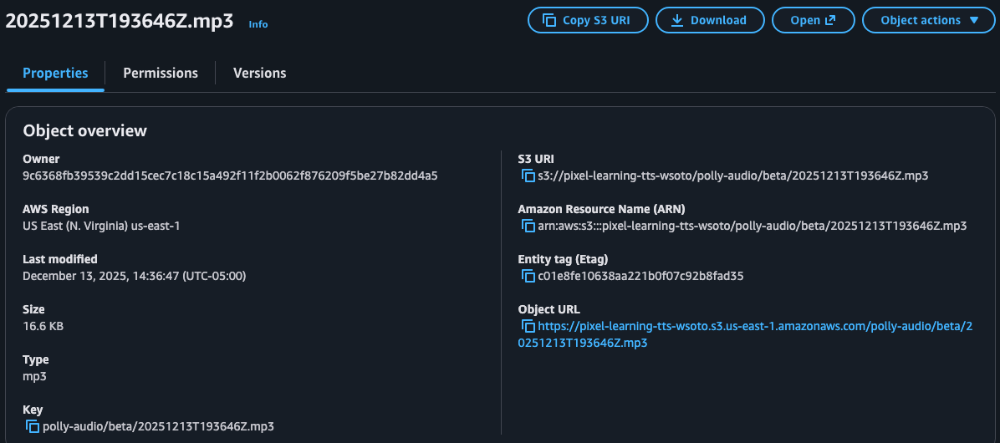 20251213T193646Z.mp3 Info
Copy S3 URI
Download
Open
Object actions
Properties
Permissions
Versions
Object overview
Owner
9c6368fb39539c2dd15cec7c18c15a492f11f2b0062f876209f5be27b82dd4a5
AWS Region
US East (N. Virginia) us-east-1
Last modified
December 13, 2025, 14:36:47 (UTC-05:00)
Size
16.6 KB
Type
mp3
Key
polly-audio/beta/20251213T193646Z.mp3
S3 URI
s3://pixel-learning-tts-wsoto/polly-audio/beta/20251213T193646Z.mp3
Amazon Resource Name (ARN)
arn:aws:s3:::pixel-learning-tts-wsoto/polly-audio/beta/20251213T193646Z.mp3
Entity tag (Etag)
c01e8fe10638aa221b0f07c92b8fad35
Object URL
https://pixel-learning-tts-wsoto.s3.us-east-1.amazonaws.com/polly-audio/beta/2
0251213T193646Z.mp3